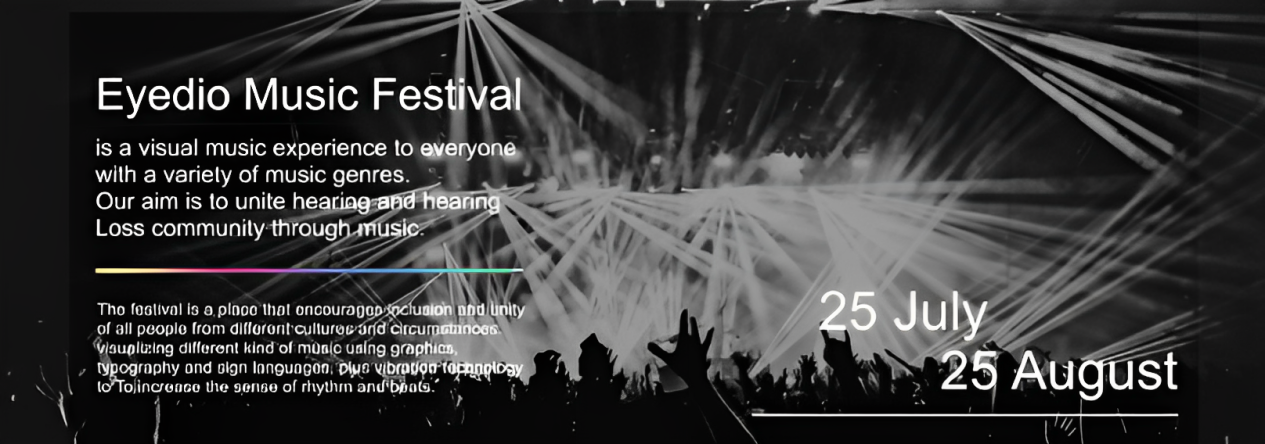 Eyedio Music Festival
is a visual music experience to everyone
with a variety of music genres.
Our aim is to unite hearing and hearing
Loss community through music.
The festival is a place that encourages inclusion and unity
of all people from different cultures and circumstances.
visualizing different kind of music using graphics,
typography and sign languages, plus vibration technology
to To,increase the sense of rhythm and beats.
25 July
25 August